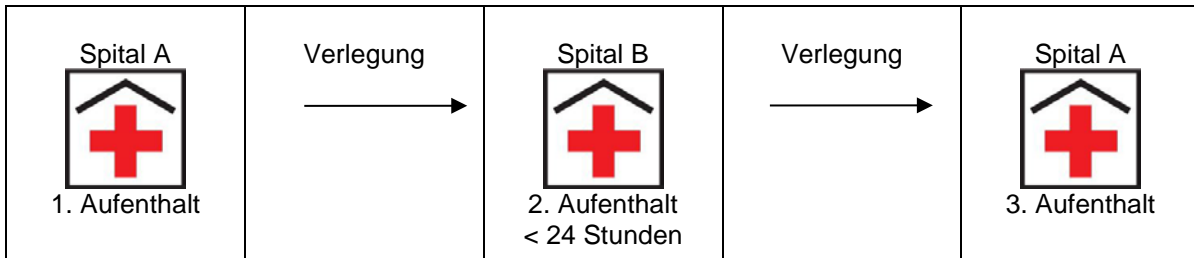 Spital A
1. Aufenthalt
Verlegung
Spital B
2. Aufenthalt
< 24 Stunden
Verlegung
Spital A
3. Aufenthalt